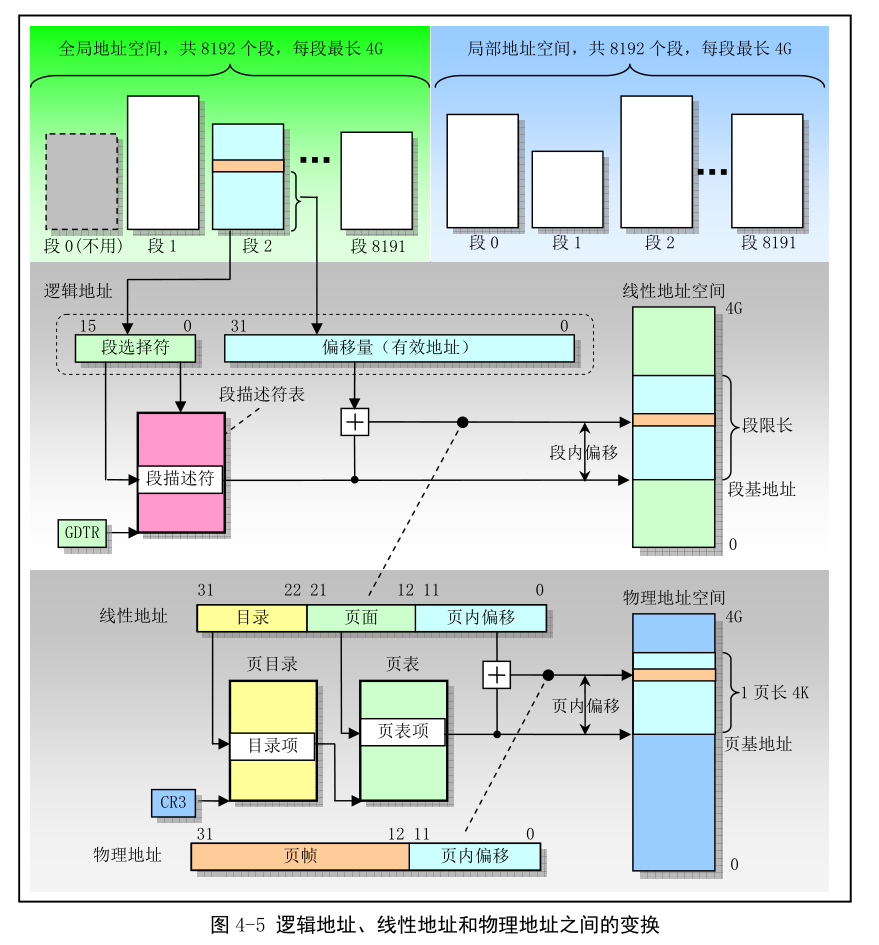 全局地址空间，共 8192 个段，每段最长 4G
局部地址空间，共 8192 个段，每段最长 4G
段 0(不用)
段 1
段 2
段 8191
段 0
段 1
段 2
段 8191
逻辑地址
线性地址空间
4G
15
0
31
0
段选择符
偏移量（有效地址）
段描述符表
段限长
段内偏移
段描述符
段基地址
GDTR
0
31
22
21
12
11
0
物理地址空间
4G
线性地址
目录
页面
页内偏移
页目录
页表
1 页长 4K
页内偏移
目录项
页表项
页基地址
CR3
31
12
11
0
物理地址
页帧
页内偏移
0
图 4-5 逻辑地址、线性地址和物理地址之间的变换